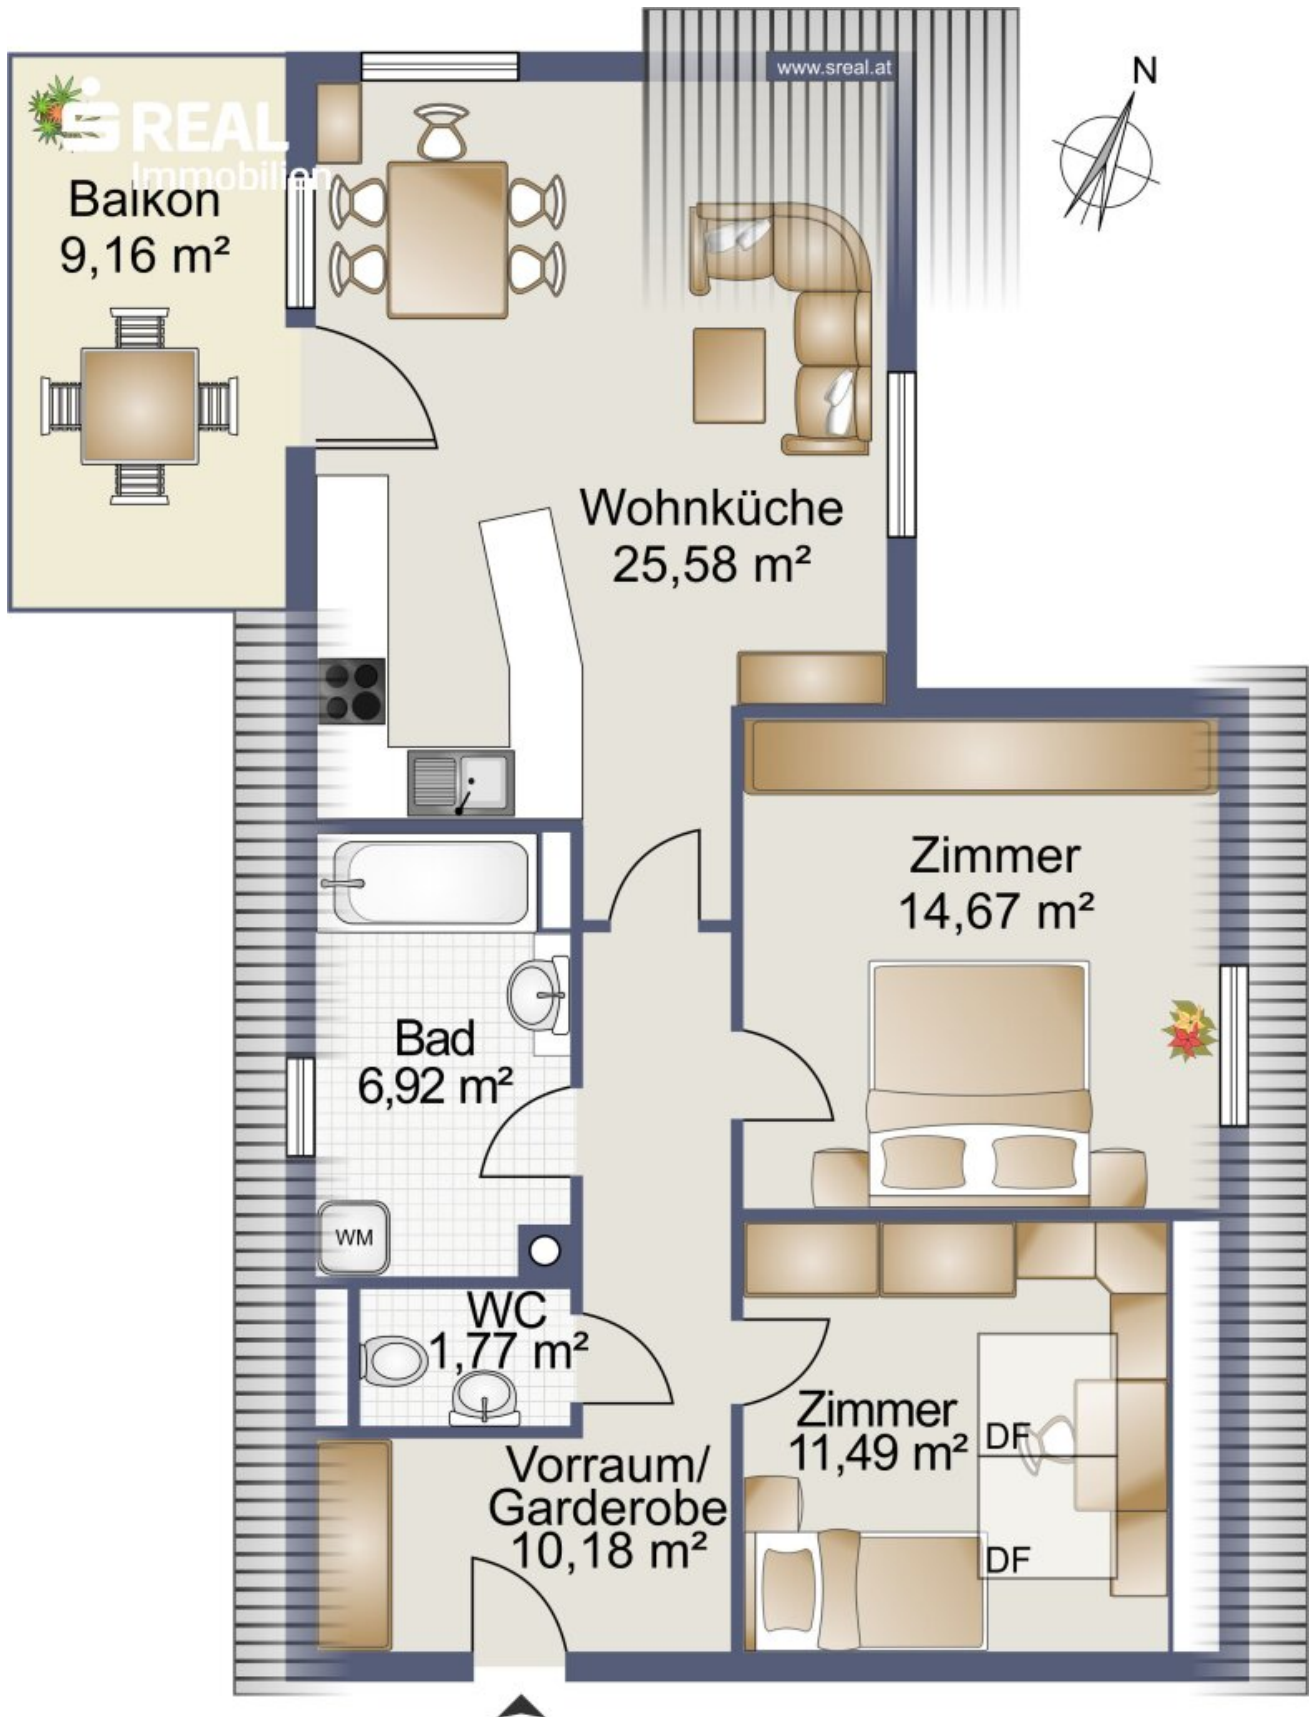 www.sreal.at
N
S REAL
Immobilien
Balkon
9,16 m²
Wohnküche
25,58 m²
Zimmer
14,67 m²
Bad
6,92 m²
WM
WC
1,77 m²
Zimmer
11,49 m²
DF
DF
Vorraum/
Garderobe
10,18 m²